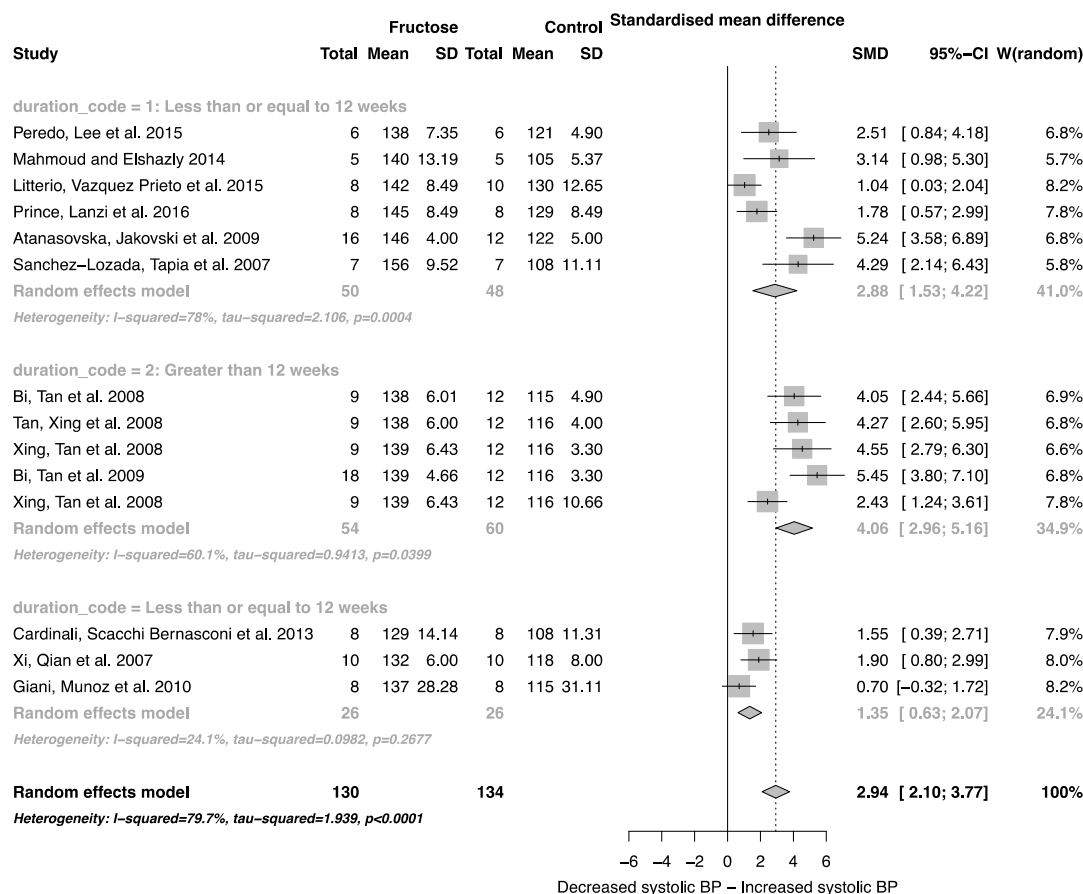 Fructose Control Standardised mean difference
Study Total Mean SD Total Mean SD SMD 95%−CI W(random)
duration_code = 1: Less than or equal to 12 weeks
Peredo, Lee et al. 2015 6 138 7.35 6 121 4.90 2.51 [ 0.84; 4.18] 6.8%
Mahmoud and Elshazly 2014 5 140 13.19 5 105 5.37 3.14 [ 0.98; 5.30] 5.7%
Litterio, Vazquez Prieto et al. 2015 8 142 8.49 10 130 12.65 1.04 [ 0.03; 2.04] 8.2%
Prince, Lanzi et al. 2016 8 145 8.49 8 129 8.49 1.78 [ 0.57; 2.99] 7.8%
Atanasovska, Jakovski et al. 2009 16 146 4.00 12 122 5.00 5.24 [ 3.58; 6.89] 6.8%
Sanchez−Lozada, Tapia et al. 2007 7 156 9.52 7 108 11.11 4.29 [ 2.14; 6.43] 5.8%
Random effects model 50 48 2.88 [ 1.53; 4.22] 41.0%
Heterogeneity: I−squared=78%, tau−squared=2.106, p=0.0004
duration_code = 2: Greater than 12 weeks
Bi, Tan et al. 2008 9 138 6.01 12 115 4.90 4.05 [ 2.44; 5.66] 6.9%
Tan, Xing et al. 2008 9 138 6.00 12 116 4.00 4.27 [ 2.60; 5.95] 6.8%
Xing, Tan et al. 2008 9 139 6.43 12 116 3.30 4.55 [ 2.79; 6.30] 6.6%
Bi, Tan et al. 2009 18 139 4.66 12 116 3.30 5.45 [ 3.80; 7.10] 6.8%
Xing, Tan et al. 2008 9 139 6.43 12 116 10.66 2.43 [ 1.24; 3.61] 7.8%
Random effects model 54 60 4.06 [ 2.96; 5.16] 34.9%
Heterogeneity: I−squared=60.1%, tau−squared=0.9413, p=0.0399
duration_code = Less than or equal to 12 weeks
Cardinali, Scacchi Bernasconi et al. 2013 8 129 14.14 8 108 11.31 1.55 [ 0.39; 2.71] 7.9%
Xi, Qian et al. 2007 10 132 6.00 10 118 8.00 1.90 [ 0.80; 2.99] 8.0%
Giani, Munoz et al. 2010 8 137 28.28 8 115 31.11 0.70 [−0.32; 1.72] 8.2%
Random effects model 26 26 1.35 [ 0.63; 2.07] 24.1%
Heterogeneity: I−squared=24.1%, tau−squared=0.0982, p=0.2677
Random effects model 130 134 2.94 [ 2.10; 3.77] 100%
Heterogeneity: I−squared=79.7%, tau−squared=1.939, p<0.0001
−6 −4 −2 0 2 4 6
Decreased systolic BP − Increased systolic BP